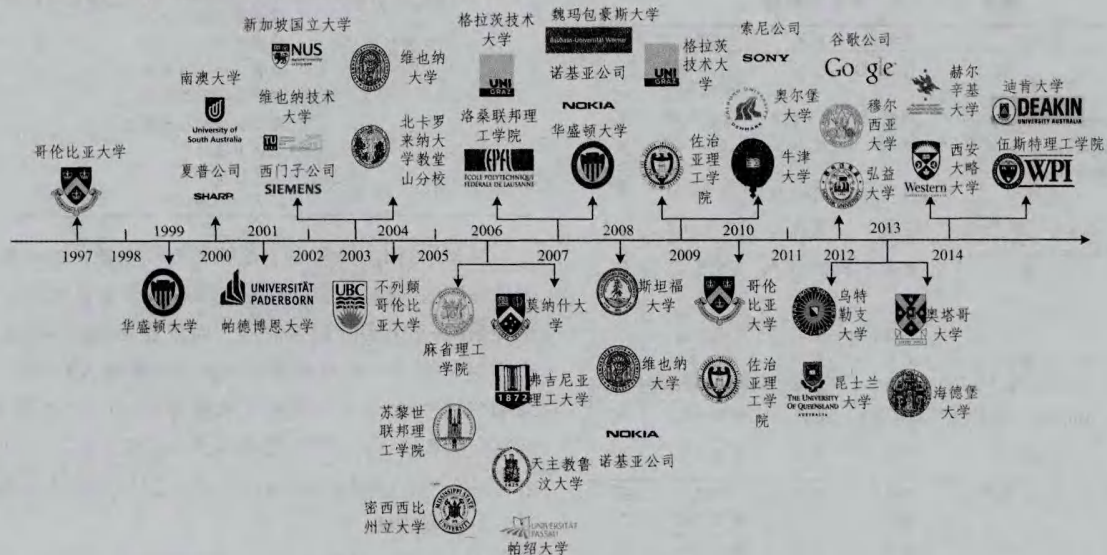 哥伦比亚大学
南澳大学
University of
South Australia
夏普公司
SHARP
新加坡国立大学
NUS
维也纳技术
大学
TU
西门子公司
SIEMENS
维也纳
大学
北卡罗
来纳大
学教堂
山分校
格拉茨技术
大学
UNI
GRAZ
洛桑联邦理
工学院
EPFL
ÉCOLE POLYTECHNIQUE
FÉDÉRALE DE LAUSANNE
魏玛包豪斯大学
Bauhaus-Universität Weimar
诺基亚公司
NOKIA
华盛顿大学
UNI
GRAZ
格拉茨
技术大
学
佐治
亚理
工学
院
索尼公司
SONY
奥尔堡
大学
牛津
大学
谷歌公司
Google
穆尔
西亚
大学
弘益
大学
赫尔
辛基
大学
西安
大略
大学
Western
迪肯大学
DEAKIN
UNIVERSITY AUSTRALIA
伍斯特理工学院
WPI
1997
1998
1999
2000
2001
2002
2003
2004
2005
2006
2007
2008
2009
2010
2011
2012
2013
2014
华盛顿大学
UNIVERSITÄT
PADERBORN
帕德博恩大学
UBC
不列颠
哥伦比
亚大学
麻省理工
学院
苏黎世
联邦理
工学院
密西西比
州立大学
MISSISSIPPI STATE
UNIVERSITY
莫纳什大
学
1872
弗吉尼亚
理工大学
天主教鲁
汶大学
UNIVERSITÄT
PASSAU
帕绍大学
斯坦福
大学
维也纳
大学
NOKIA
诺基亚公司
哥伦
比亚
大学
佐治
亚理
工学
院
乌特
勒支
大学
THE UNIVERSITY
OF QUEENSLAND
AUSTRALIA
昆士兰
大学
奥塔哥
大学
海德堡
大学